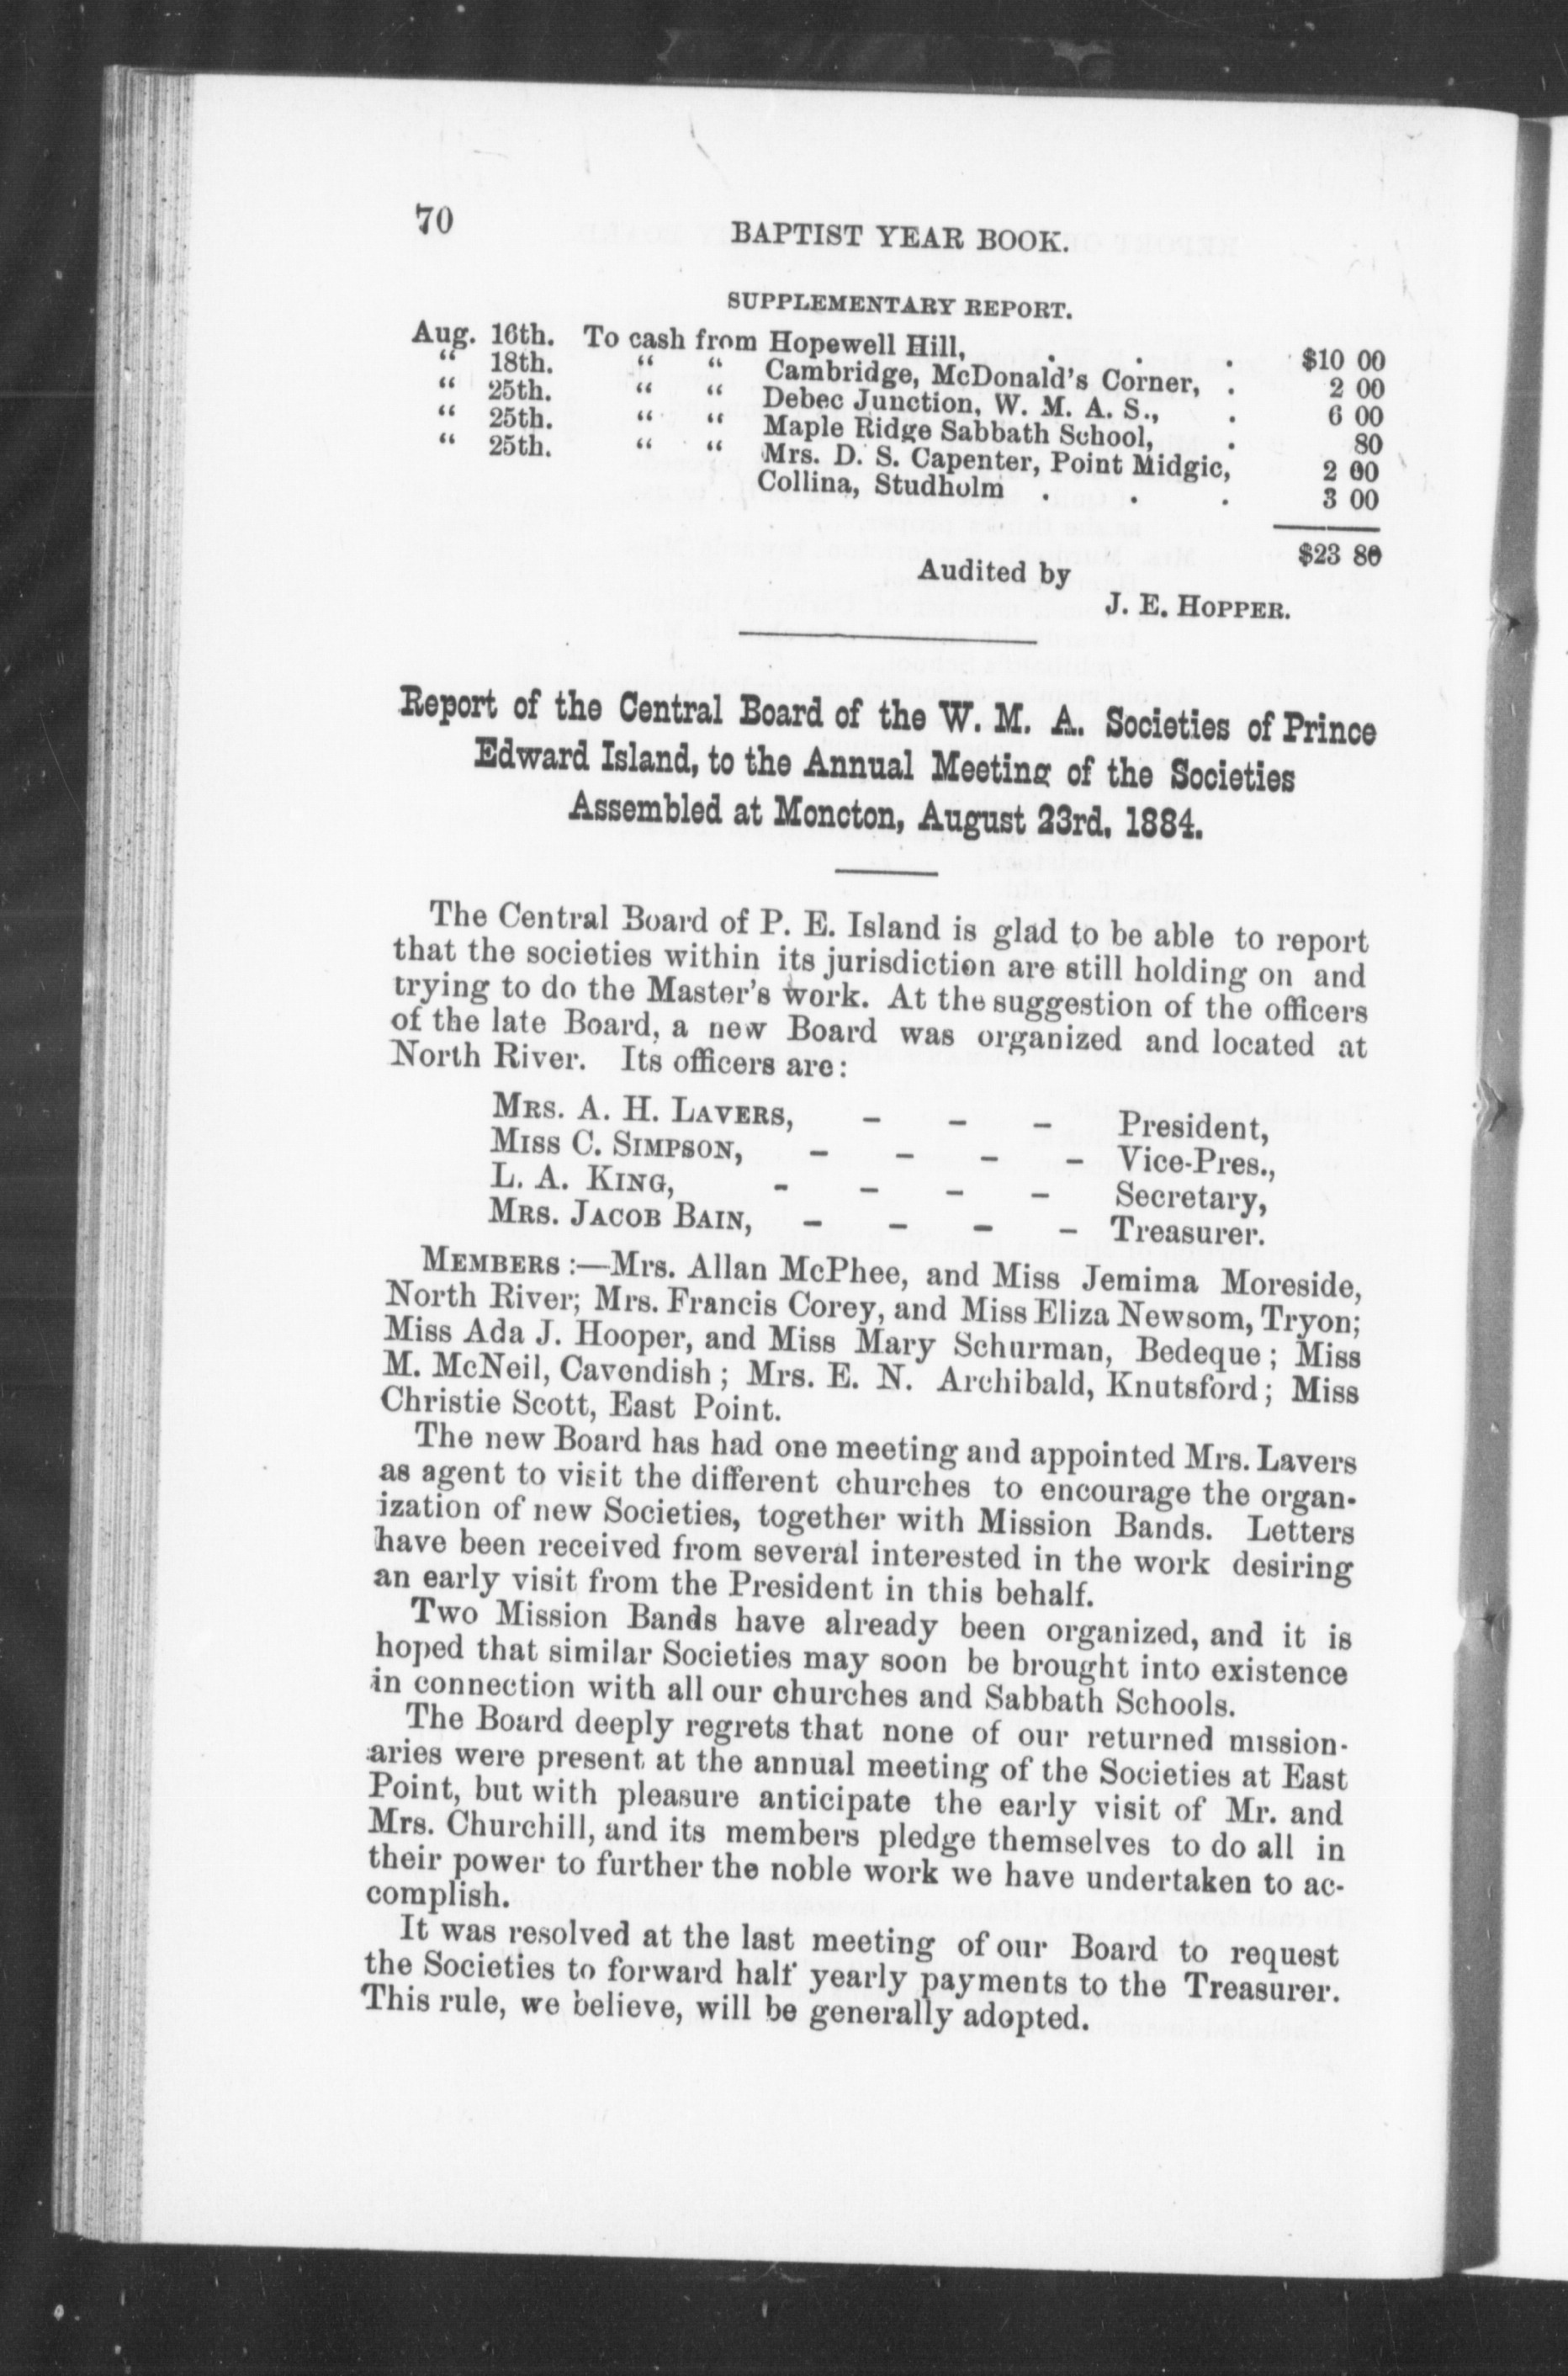 70
BAPTIST YEAR BOOK.
SUPPLEMENTARY REPORT.
Aug. 16th. To cash from Hopewell Hill, . . . $10 00
" 18th. " " Cambridge, McDonald's Corner, . 2 00
" 25th. " " Debec Junction, W. M. A. S., . 6 00
" 25th. " " Maple Ridge Sabbath School, . 80
" 25th. " " Mrs. D. S. Capenter, Point Midgic, 2 00
Collina, Studholm . . . 3 00
$23 80
Audited by
J. E. HOPPER.
Report of the Central Board of the W. M. A. Societies of Prince
Edward Island, to the Annual Meeting of the Societies
Assembled at Moncton, August 23rd, 1884.
The Central Board of P. E. Island is glad to be able to report
that the societies within its jurisdiction are still holding on and
trying to do the Master's work. At the suggestion of the officers
of the late Board, a new Board was organized and located at
North River. Its officers are:
MRS. A. H. LAVERS, - - - President,
MISS C. SIMPSON, - - - - Vice-Pres.,
L. A. KING, - - - - Secretary,
MRS. JACOB BAIN, - - - - Treasurer.
MEMBERS :—Mrs. Allan McPhee, and Miss Jemima Moreside,
North River; Mrs. Francis Corey, and Miss Eliza Newsom, Tryon;
Miss Ada J. Hooper, and Miss Mary Schurman, Bedeque; Miss
M. McNeil, Cavendish; Mrs. E. N. Archibald, Knutsford; Miss
Christie Scott, East Point.
The new Board has had one meeting and appointed Mrs. Lavers
as agent to visit the different churches to encourage the organ-
ization of new Societies, together with Mission Bands. Letters
have been received from several interested in the work desiring
an early visit from the President in this behalf.
Two Mission Bands have already been organized, and it is
hoped that similar Societies may soon be brought into existence
in connection with all our churches and Sabbath Schools.
The Board deeply regrets that none of our returned mission-
aries were present at the annual meeting of the Societies at East
Point, but with pleasure anticipate the early visit of Mr. and
Mrs. Churchill, and its members pledge themselves to do all in
their power to further the noble work we have undertaken to ac-
complish.
It was resolved at the last meeting of our Board to request
the Societies to forward half yearly payments to the Treasurer.
This rule, we believe, will be generally adopted.